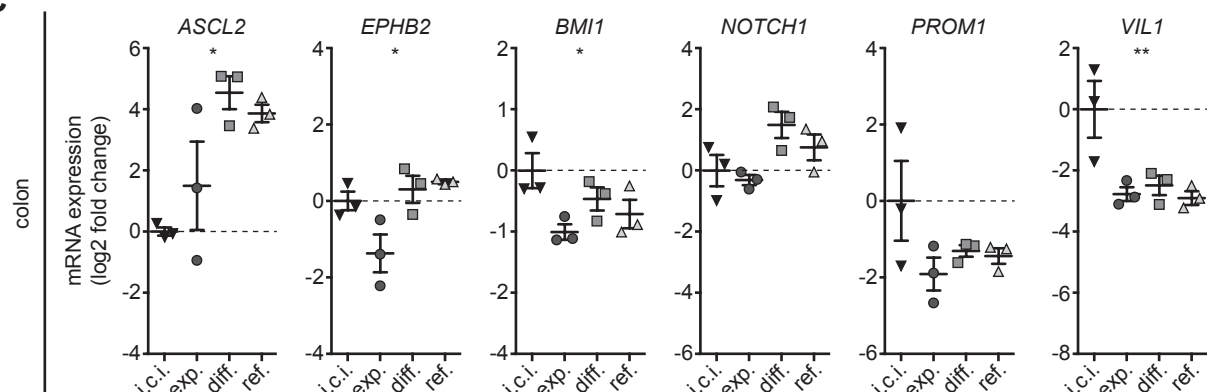 ASCL2
EPHB2
BMI1
NOTCH1
PROM1
VIL1
*
*
*
**
colon
mRNA expression
(log2 fold change)
6
4
2
0
-2
-4
4
2
0
-2
-4
2
1
0
-1
-2
-4
4
2
0
-2
-4
-6
4
2
0
-2
-6
2
0
-2
-4
-6
-8
i.c.i.
exp.
diff.
ref.
i.c.i.
exp.
diff.
ref.
i.c.i.
exp.
diff.
ref.
i.c.i.
exp.
diff.
ref.
i.c.i.
exp.
diff.
ref.
i.c.i.
exp.
diff.
ref.